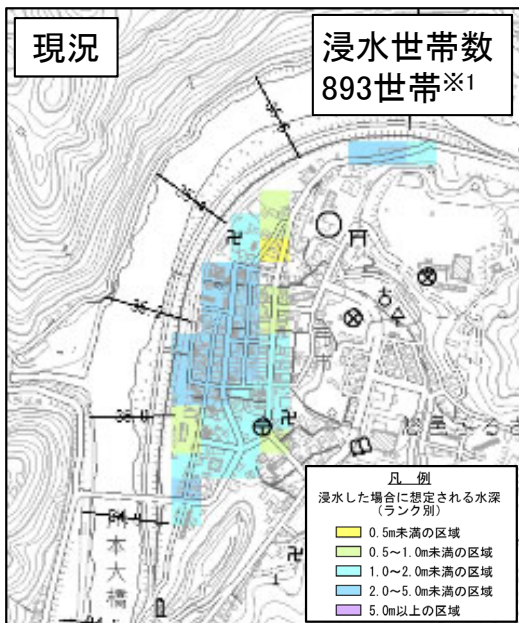 現況
浸水世帯数
893世帯※1
本大橋
凡 例
浸水した場合に想定される水深
(ランク別)
0.5m未満の区域
0.5～1.0m未満の区域
1.0～2.0m未満の区域
2.0～5.0m未満の区域
5.0m以上の区域